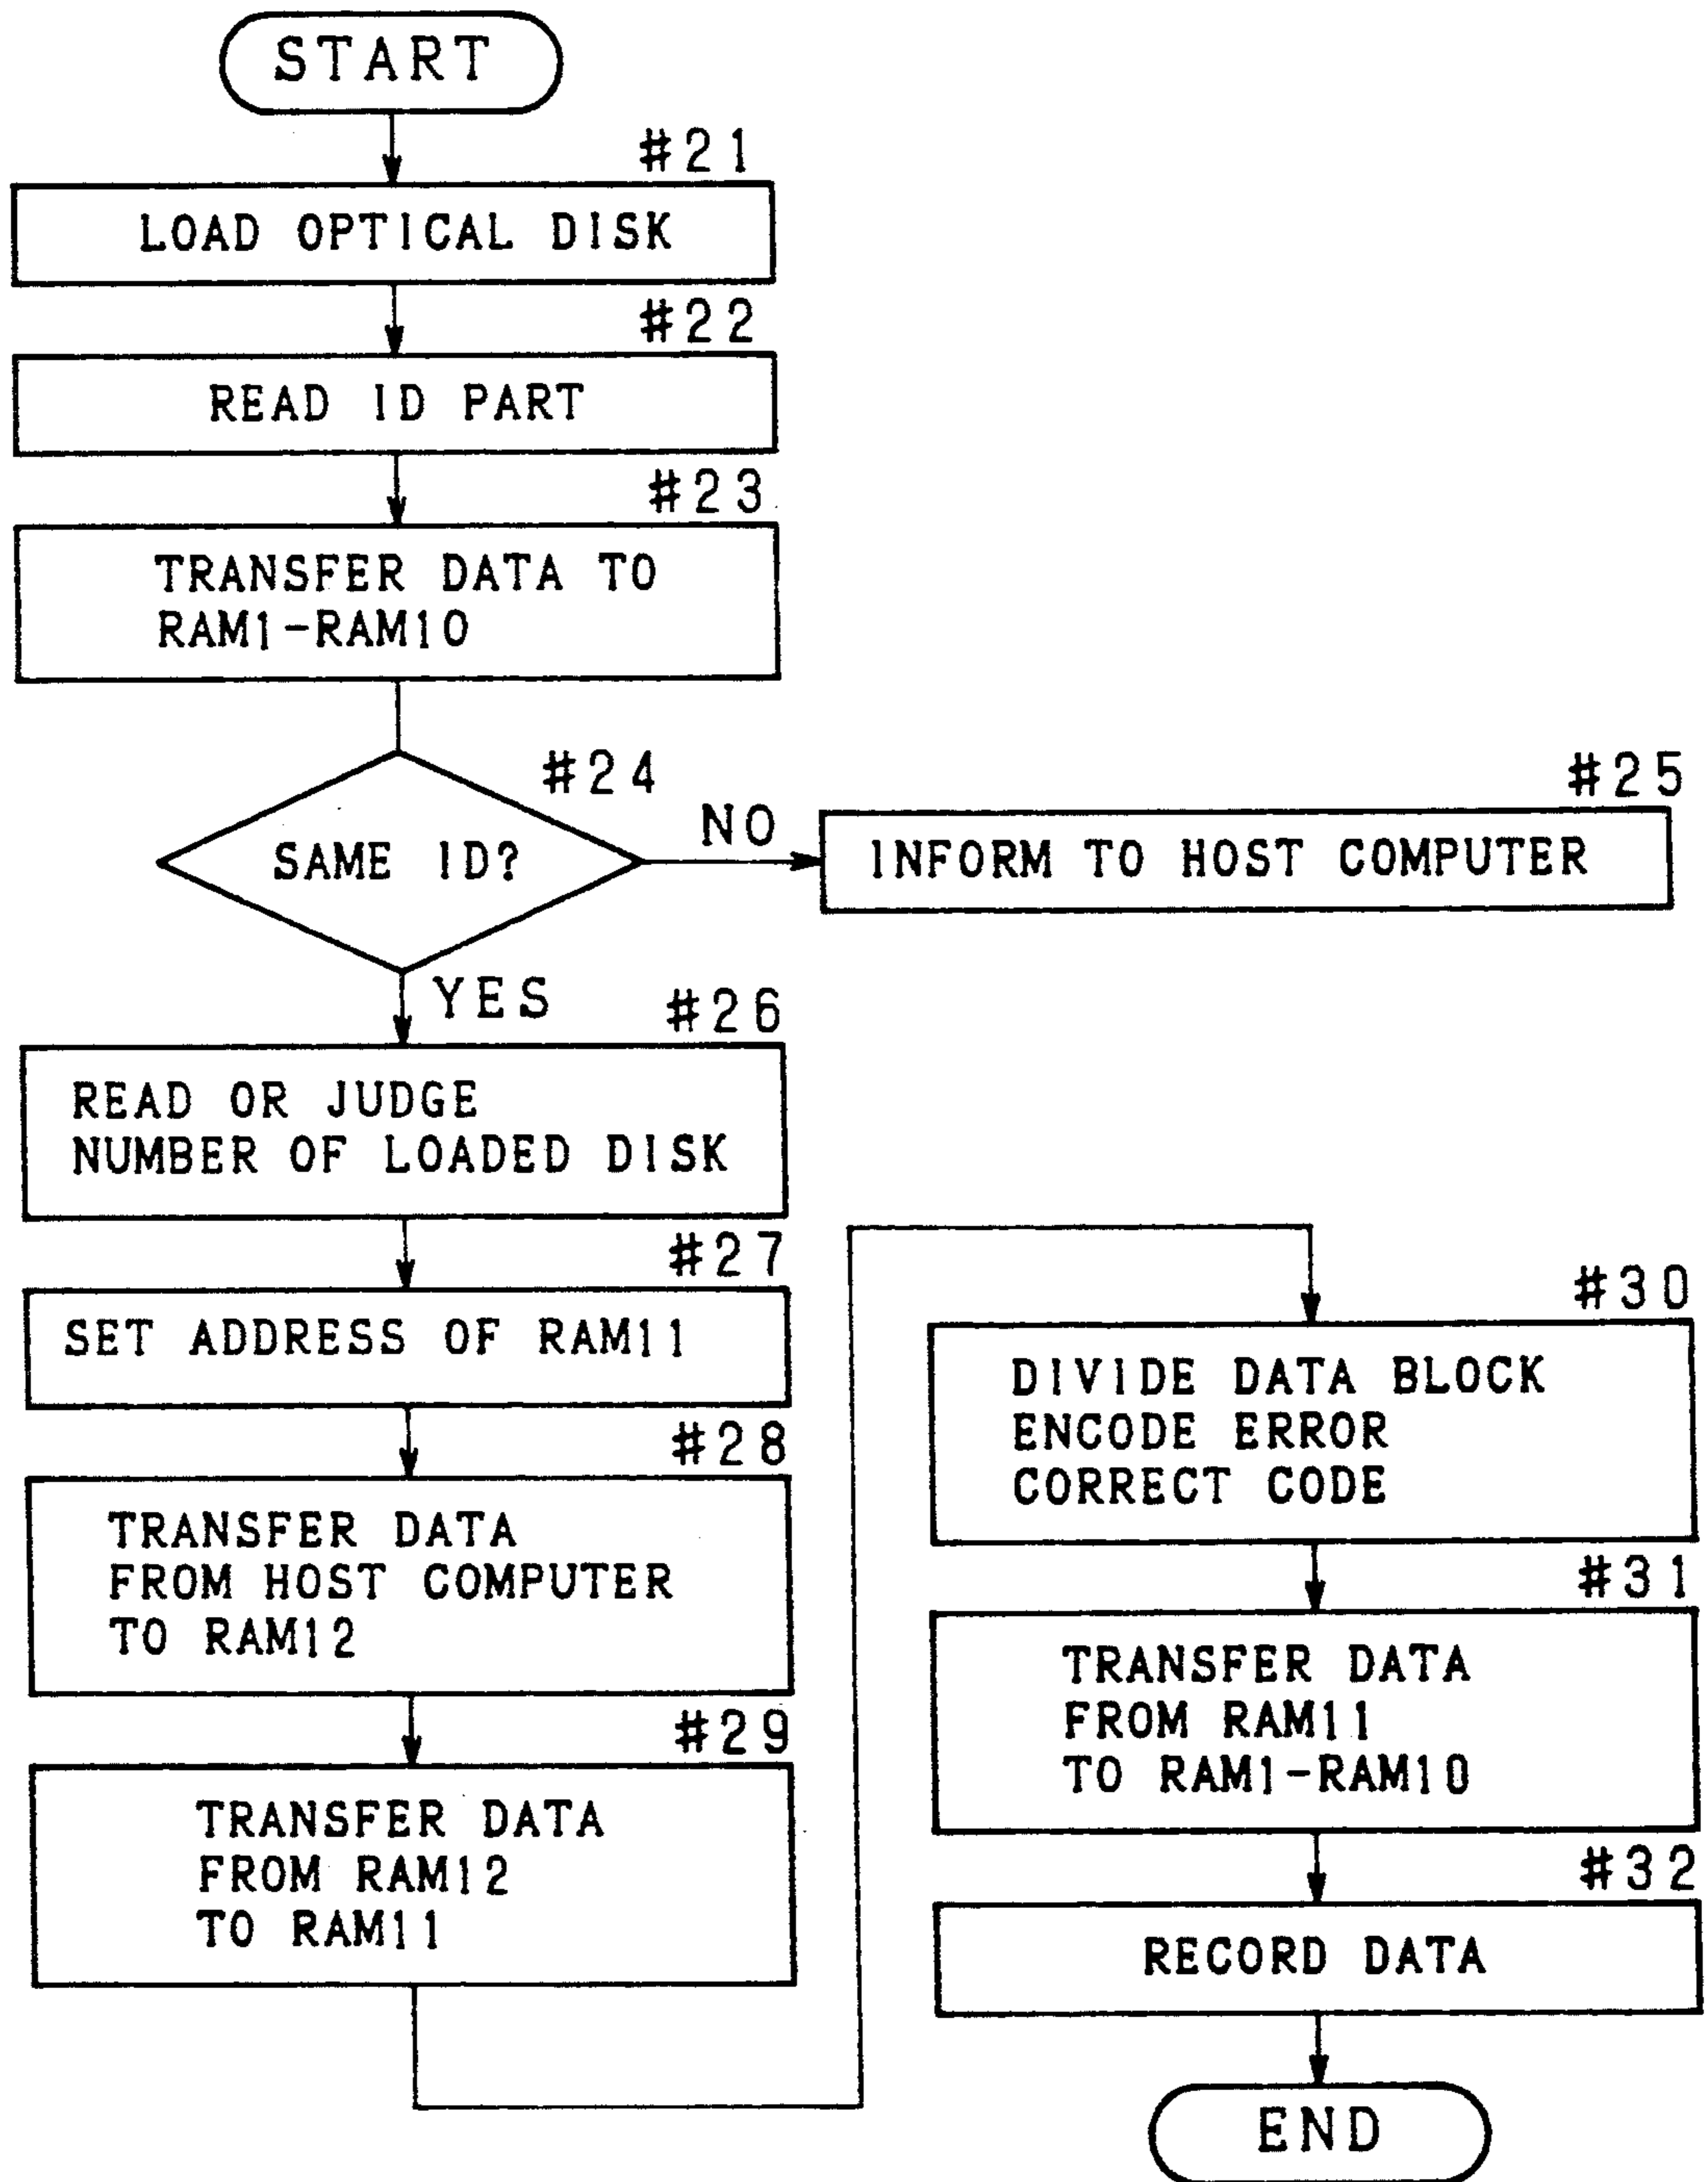 START
#21
LOAD OPTICAL DISK
#22
READ ID PART
#23
TRANSFER DATA TO
RAM1-RAM10
#24
SAME ID?
NO
#25
INFORM TO HOST COMPUTER
YES
#26
READ OR JUDGE
NUMBER OF LOADED DISK
#27
SET ADDRESS OF RAM11
#28
TRANSFER DATA
FROM HOST COMPUTER
TO RAM12
#29
TRANSFER DATA
FROM RAM12
TO RAM11
#30
DIVIDE DATA BLOCK
ENCODE ERROR
CORRECT CODE
#31
TRANSFER DATA
FROM RAM11
TO RAM1-RAM10
#32
RECORD DATA
END